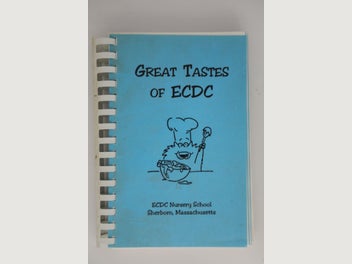 GREAT TASTES
OF ECDC
ECDC Nursery School
Sherborn, Massachusetts